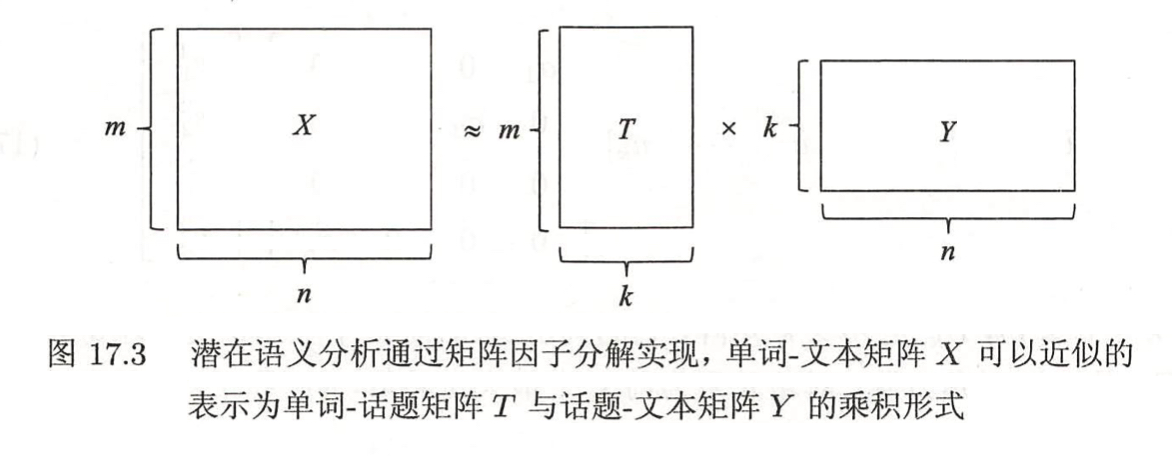 m X ≈ m T × k Y
n k n
图 17.3 潜在语义分析通过矩阵因子分解实现，单词-文本矩阵 X 可以近似的
表示为单词-话题矩阵 T 与话题-文本矩阵 Y 的乘积形式